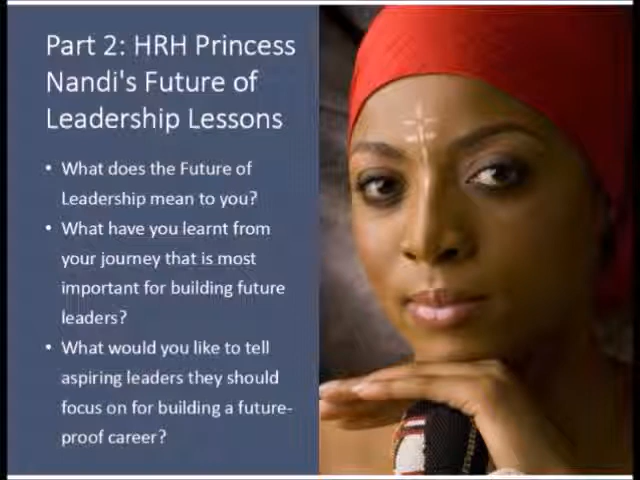 Part 2: HRH Princess
Nandi's Future of
Leadership Lessons
• What does the Future of
Leadership mean to you?
• What have you learnt from
your journey that is most
important for building future
leaders?
• What would you like to tell
aspiring leaders they should
focus on for building a future-
proof career?